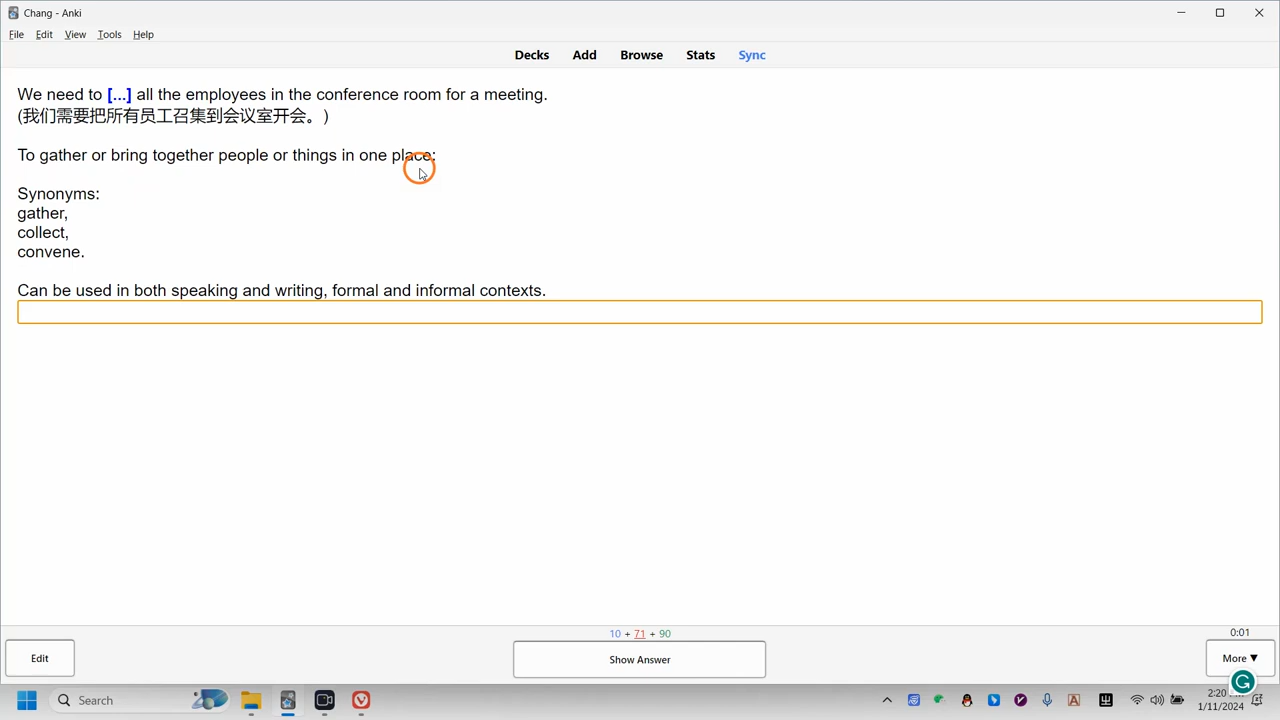 Chang - Anki
File Edit View Tools Help
Decks Add Browse Stats Sync
We need to [...] all the employees in the conference room for a meeting.
(我们需要把所有员工召集到会议室开会。)
To gather or bring together people or things in one place:
Synonyms:
gather,
collect,
convene.
Can be used in both speaking and writing, formal and informal contexts.
10 + 71 + 90
0:01
Edit
Show Answer
More ▼
Search
2:20
1/11/2024